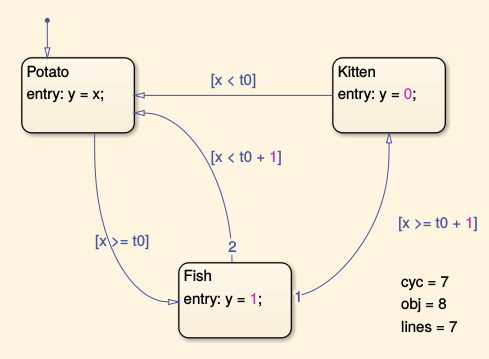 Potato
entry: y = x;
Kitten
entry: y = 0;
[x < t0]
[x < t0 + 1]
[x >= t0]
[x >= t0 + 1]
2
Fish
entry: y = 1;
1
cyc = 7
obj = 8
lines = 7